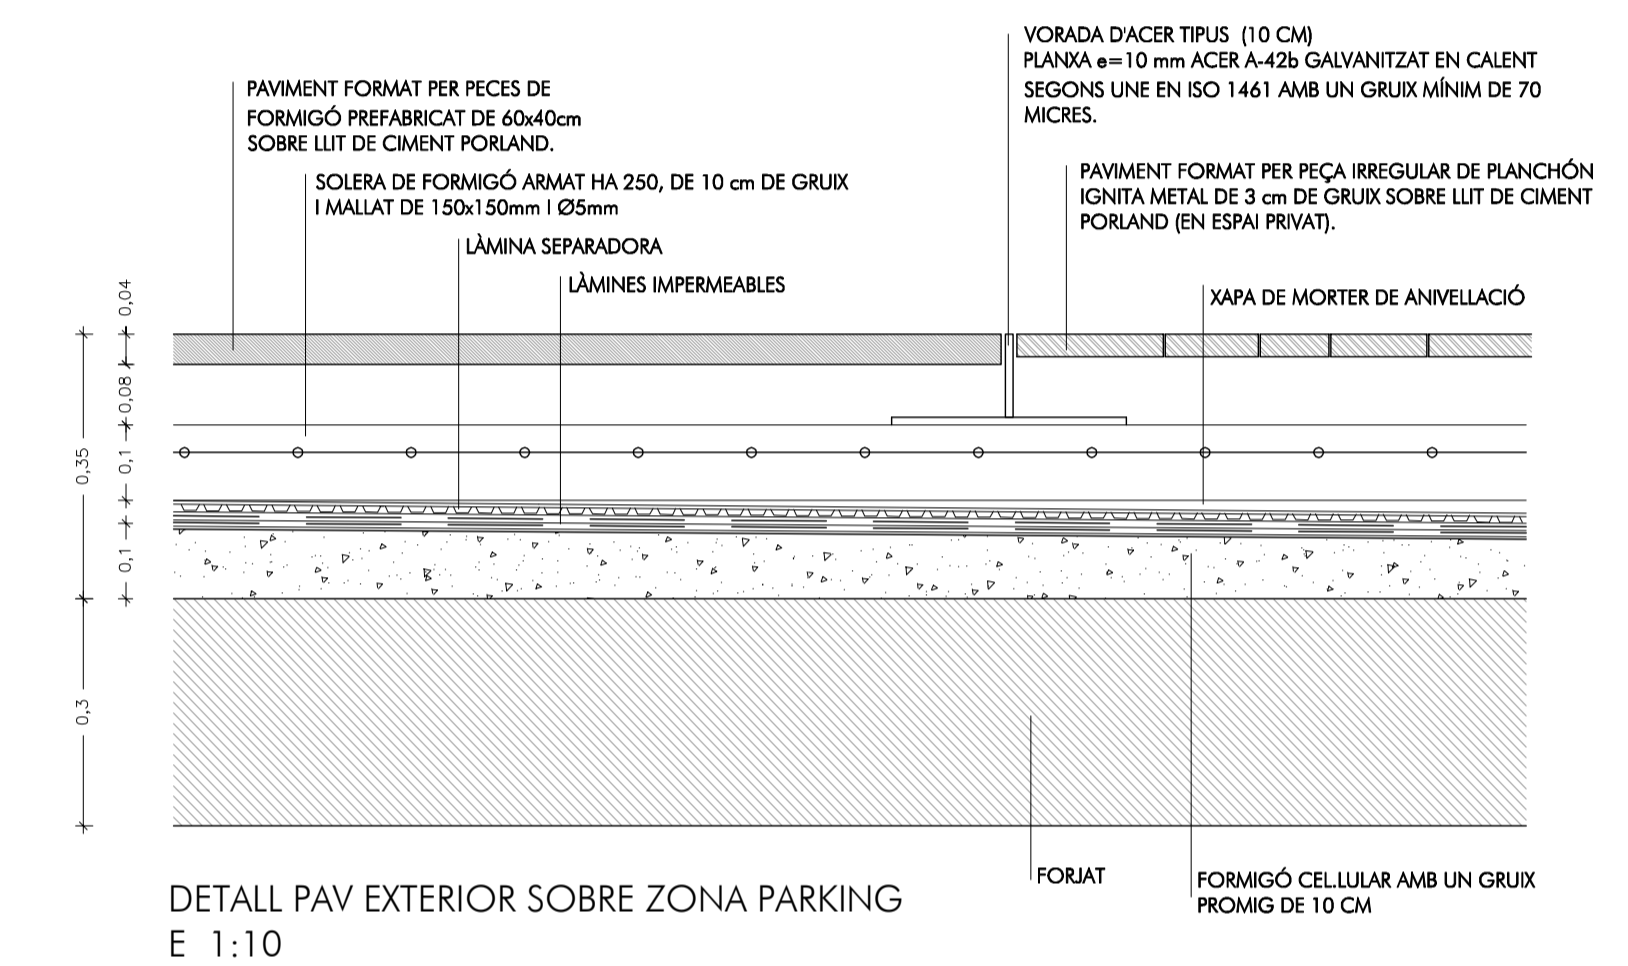 VORADA D'ACER TIPUS (10 CM)
PLANXA e=10 mm ACER A-42b GALVANITZAT EN CALENT
SEGONS UNE EN ISO 1461 AMB UN GRUIX MÍNIM DE 70
MICRES.
PAVIMENT FORMAT PER PECES DE
FORMIGÓ PREFABRICAT DE 60x40cm
SOBRE LLIT DE CIMENT PORLAND.
PAVIMENT FORMAT PER PEÇA IRREGULAR DE PLANCHÓN
IGNITA METAL DE 3 cm DE GRUIX SOBRE LLIT DE CIMENT
PORLAND (EN ESPAI PRIVAT).
SOLERA DE FORMIGÓ ARMAT HA 250, DE 10 cm DE GRUIX
I MALLAT DE 150x150mm I Ø5mm
LÀMINA SEPARADORA
LÀMINES IMPERMEABLES
XAPA DE MORTER DE ANIVELLACIÓ
0,04
0,08
0,1
0,1
0,35
0,3
FORJAT
FORMIGÓ CEL.LULAR AMB UN GRUIX
PROMIG DE 10 CM
DETALL PAV EXTERIOR SOBRE ZONA PARKING
E 1:10